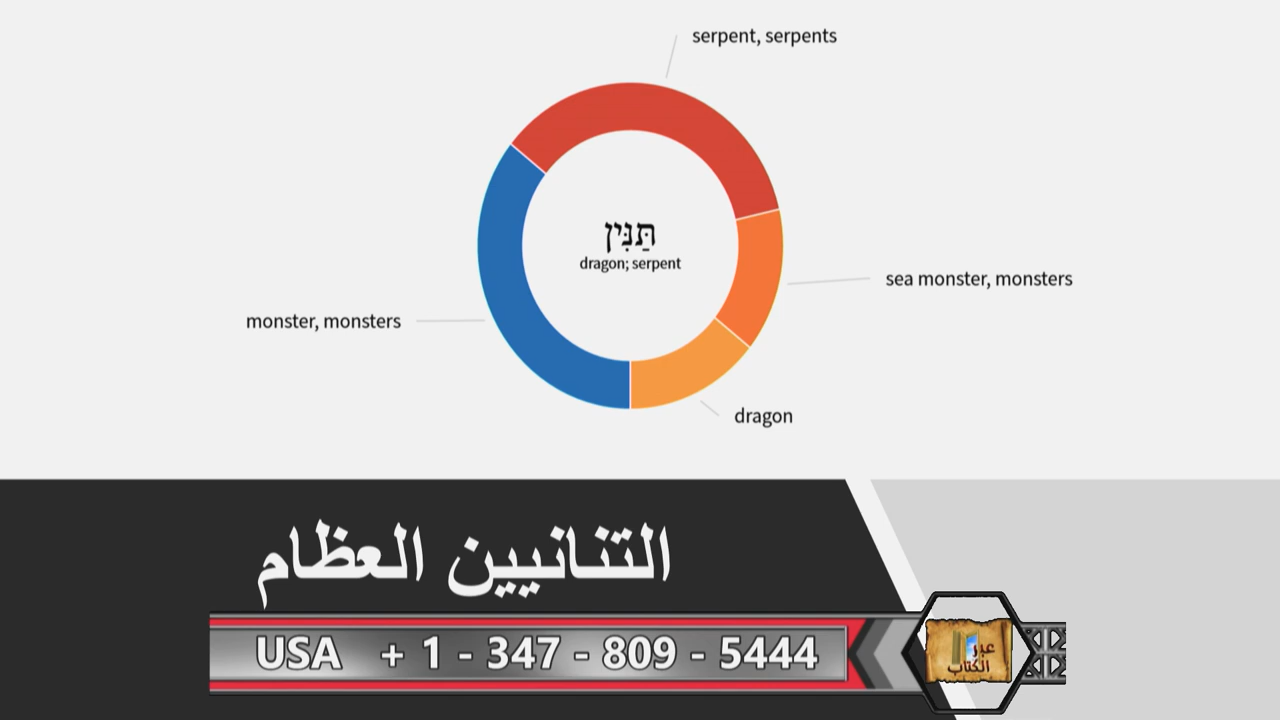 serpent, serpents
תַּנִּין
dragon; serpent
sea monster, monsters
monster, monsters
dragon
التنانيين العظام
USA + 1 - 347 - 809 - 5444
عبر
الكتاب